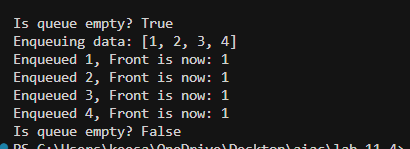 Is queue empty? True
Enqueuing data: [1, 2, 3, 4]
Enqueued 1, Front is now: 1
Enqueued 2, Front is now: 1
Enqueued 3, Front is now: 1
Enqueued 4, Front is now: 1
Is queue empty? False